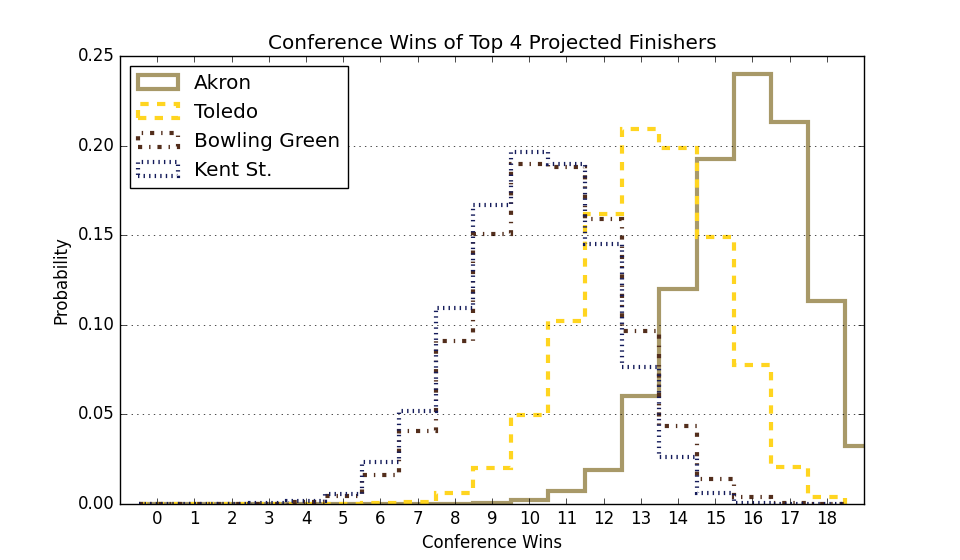 Conference Wins of Top 4 Projected Finishers
0.25
0.20
0.15
0.10
0.05
0.00
Probability
Akron
Toledo
Bowling Green
Kent St.
0 1 2 3 4 5 6 7 8 9 10 11 12 13 14 15 16 17 18
Conference Wins